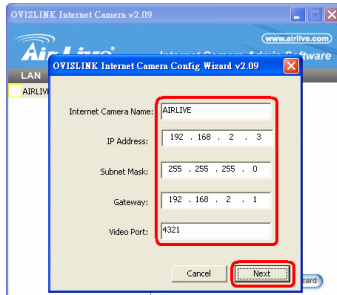 OVISLINK Internet Camera v2.09
www.airlive.com
Air Live
Internet Camera Admin Software
LAN
AIRLIV
OVISLINK Internet Camera Config Wizard v2.09
Internet Camera Name: AIRLIVE
IP Address: 192 . 168 . 2 . 3
Subnet Mask: 255 . 255 . 255 . 0
Gateway: 192 . 168 . 2 . 1
Video Port: 4321
Cancel Next
zard